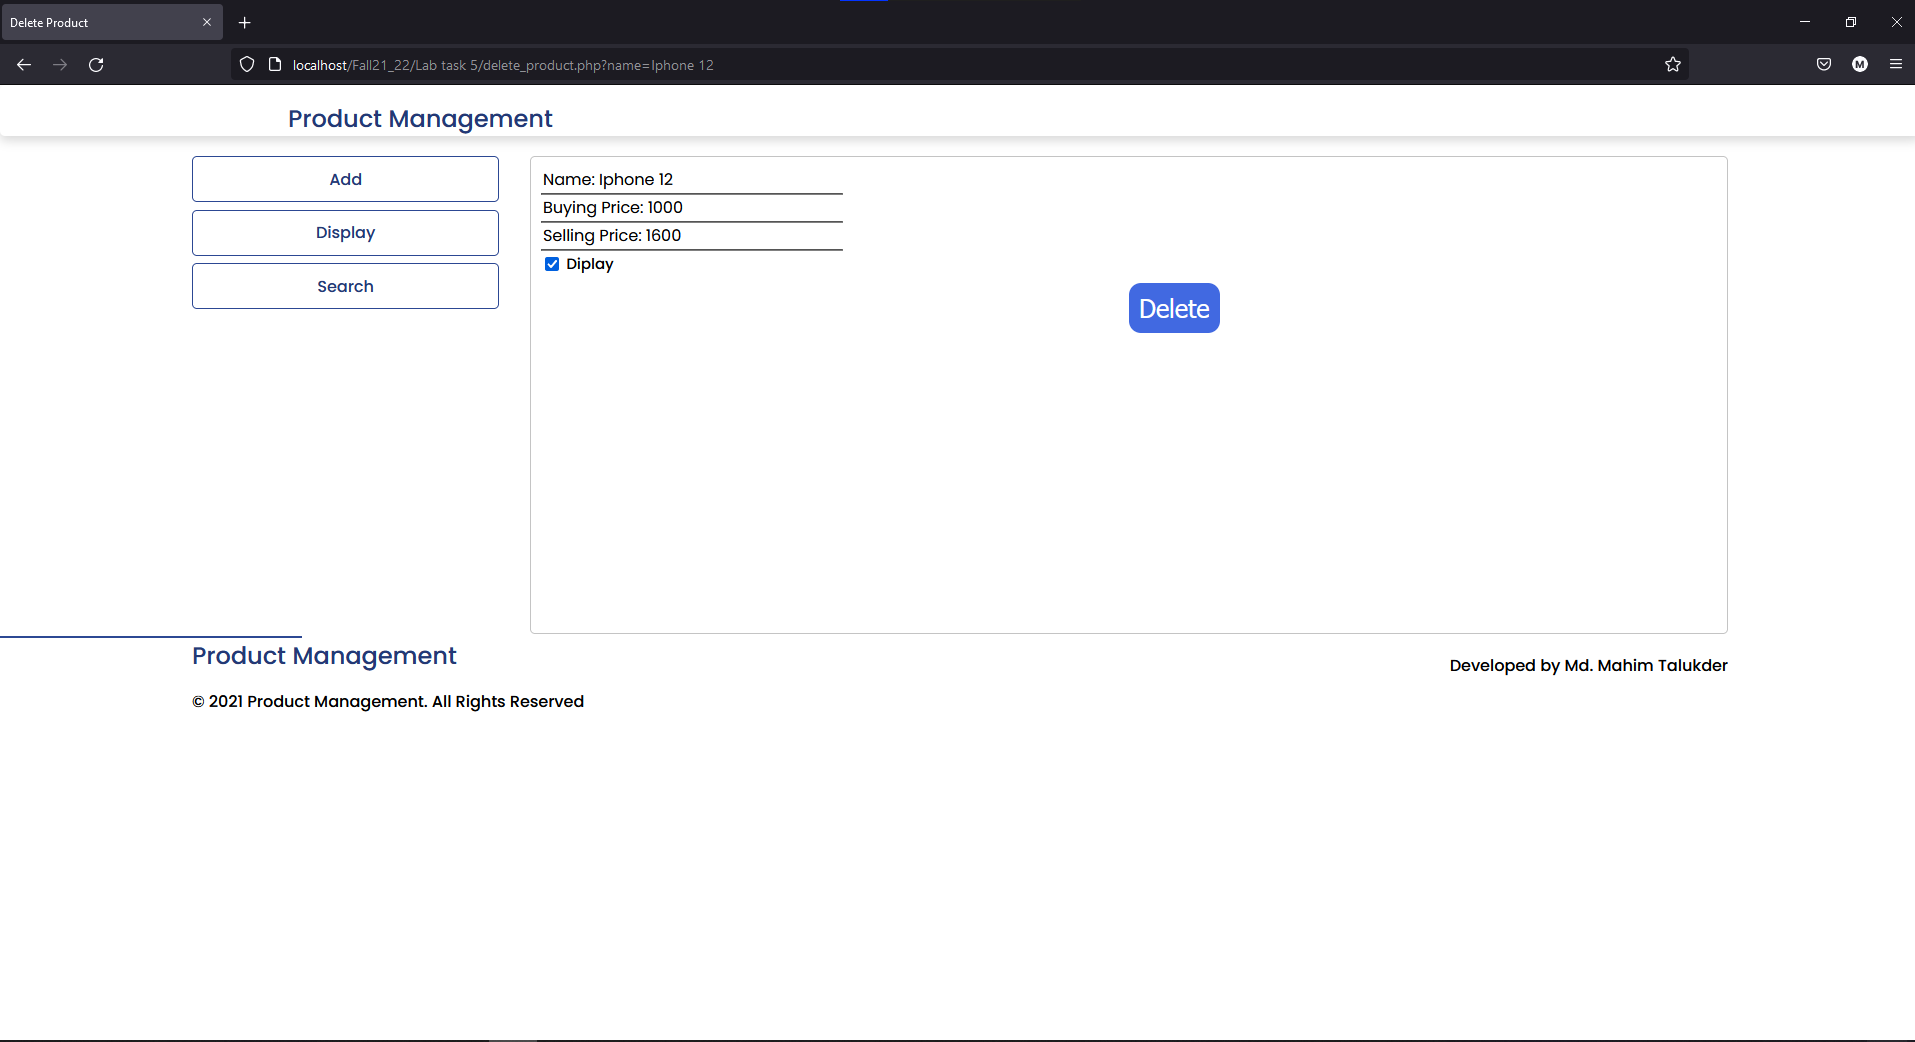 Delete Product
localhost/Fall21_22/Lab task 5/delete_product.php?name=Iphone 12
M
Product Management
Add
Display
Search
Name: Iphone 12
Buying Price: 1000
Selling Price: 1600
Diplay
Delete
Product Management
Developed by Md. Mahim Talukder
© 2021 Product Management. All Rights Reserved